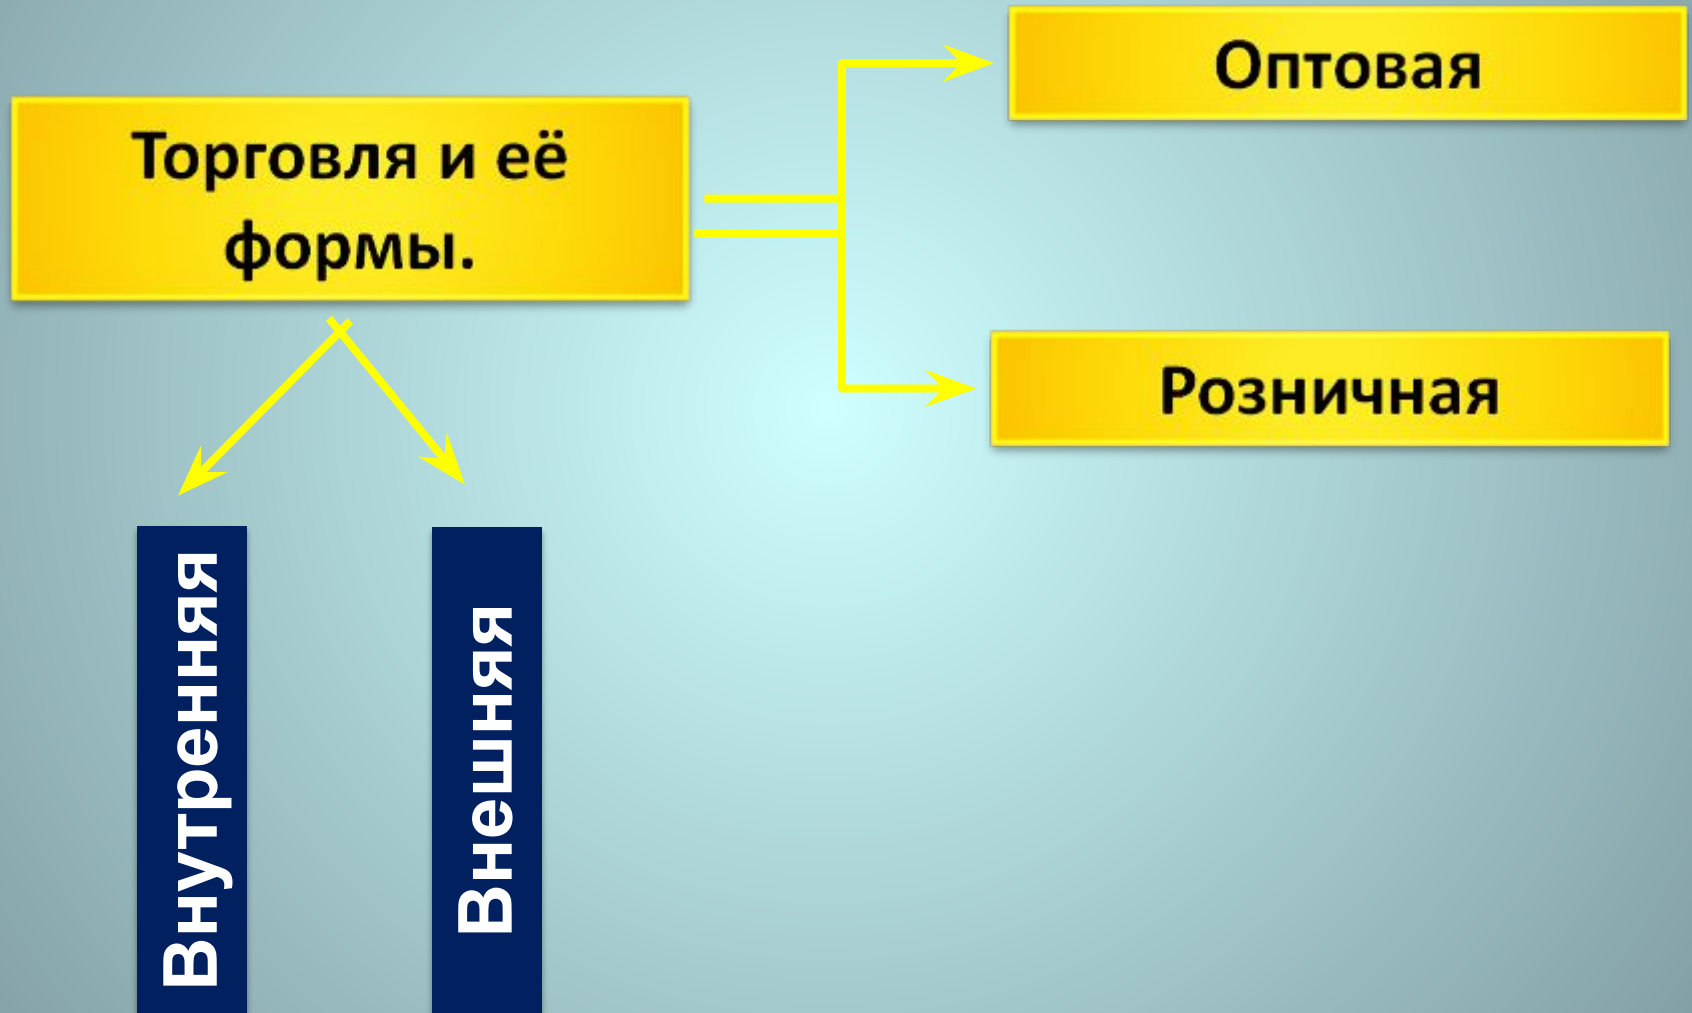 Оптовая
Торговля и её
формы.
Розничная
Внутренняя
Внешняя